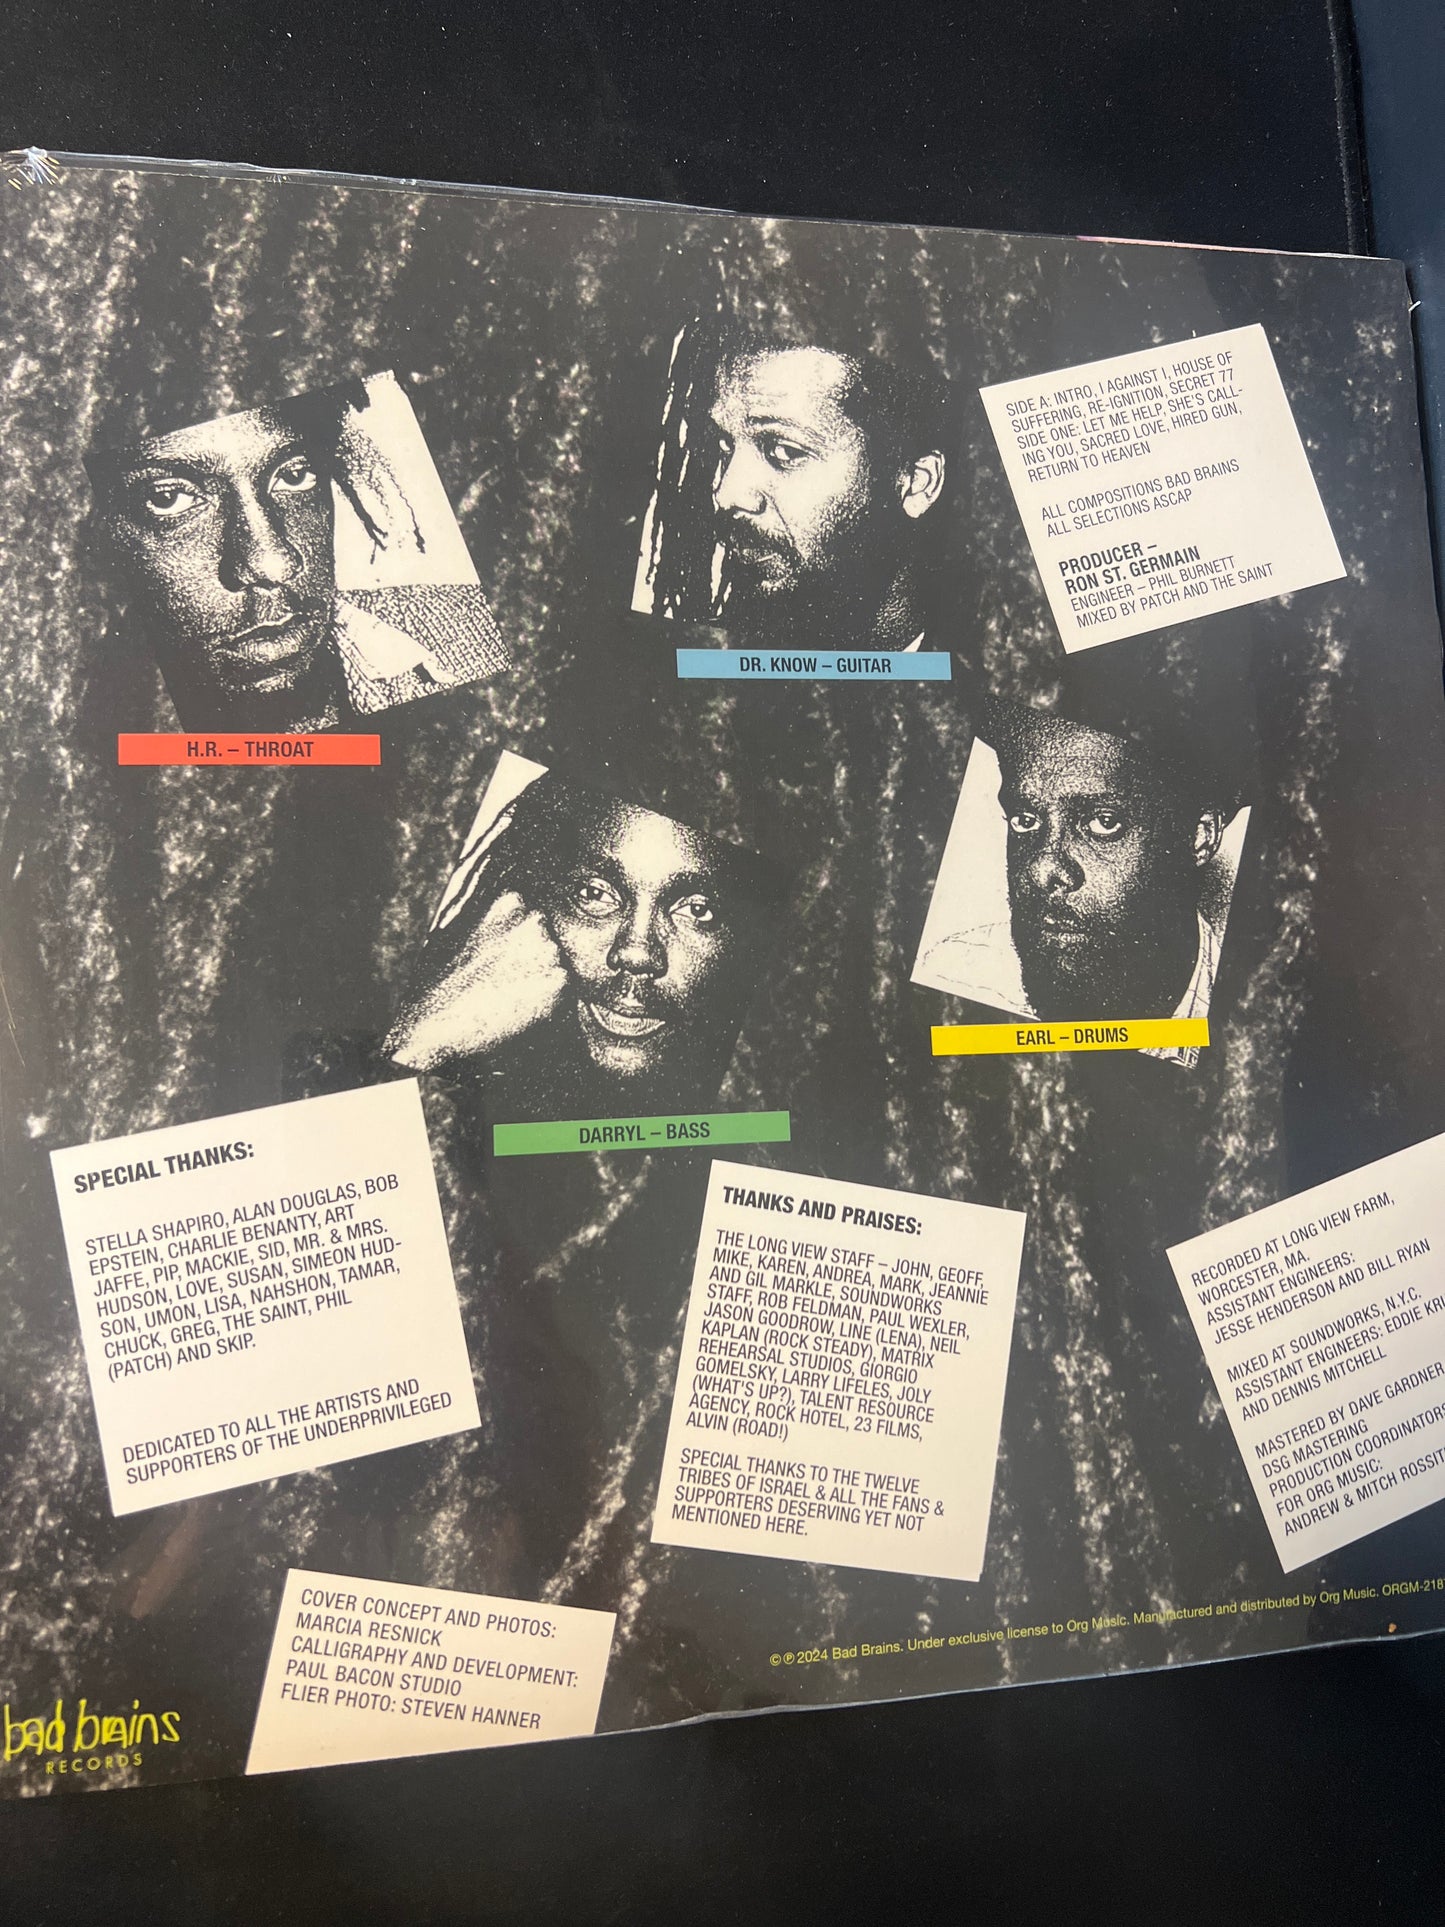 SIDE A: INTRO, I AGAINST I, HOUSE OF
SUFFERING, RE-IGNITION, SECRET 77
SIDE ONE: LET ME HELP, SHE'S CALL-
ING YOU, SACRED LOVE, HIRED GUN,
RETURN TO HEAVEN
ALL COMPOSITIONS BAD BRAINS
ALL SELECTIONS ASCAP
PRODUCER –
RON ST. GERMAIN
ENGINEER – PHIL BURNETT
MIXED BY PATCH AND THE SAINT
DR. KNOW – GUITAR
H.R. – THROAT
EARL – DRUMS
DARRYL – BASS
SPECIAL THANKS:
STELLA SHAPIRO, ALAN DOUGLAS, BOB
EPSTEIN, CHARLIE BENANTY, ART
JAFFE, PIP, MACKIE, SID, MR. & MRS.
HUDSON, LOVE, SUSAN, SIMEON HUD-
SON, UMON, LISA, NAHSHON, TAMAR,
CHUCK, GREG, THE SAINT, PHIL
(PATCH) AND SKIP.
DEDICATED TO ALL THE ARTISTS AND
SUPPORTERS OF THE UNDERPRIVILEGED
THANKS AND PRAISES:
THE LONG VIEW STAFF – JOHN, GEOFF,
MIKE, KAREN, ANDREA, MARK, JEANNIE
AND GIL MARKLE, SOUNDWORKS
STAFF, ROB FELDMAN, PAUL WEXLER,
JASON GOODROW, LINE (LENA), NEIL
KAPLAN (ROCK STEADY), MATRIX
REHEARSAL STUDIOS, GIORGIO
GOMELSKY, LARRY LIFELES, JOLY
(WHAT'S UP?), TALENT RESOURCE
AGENCY, ROCK HOTEL, 23 FILMS,
ALVIN (ROAD!)
SPECIAL THANKS TO THE TWELVE
TRIBES OF ISRAEL & ALL THE FANS &
SUPPORTERS DESERVING YET NOT
MENTIONED HERE.
RECORDED AT LONG VIEW FARM,
WORCESTER, MA.
ASSISTANT ENGINEERS:
JESSE HENDERSON AND BILL RYAN
MIXED AT SOUNDWORKS, N.Y.C.
ASSISTANT ENGINEERS: EDDIE
AND DENNIS MITCHELL
MASTERED BY DAVE GARDNER
DSG MASTERING
PRODUCTION COORDINATORS
FOR ORG MUSIC:
ANDREW & MITCH
COVER CONCEPT AND PHOTOS:
MARCIA RESNICK
CALLIGRAPHY AND DEVELOPMENT:
PAUL BACON STUDIO
FLIER PHOTO: STEVEN HANNER
©℗ 2024 Bad Brains. Under exclusive license to Org Music. Manufactured and distributed by Org Music.
bad brains
RECORDS